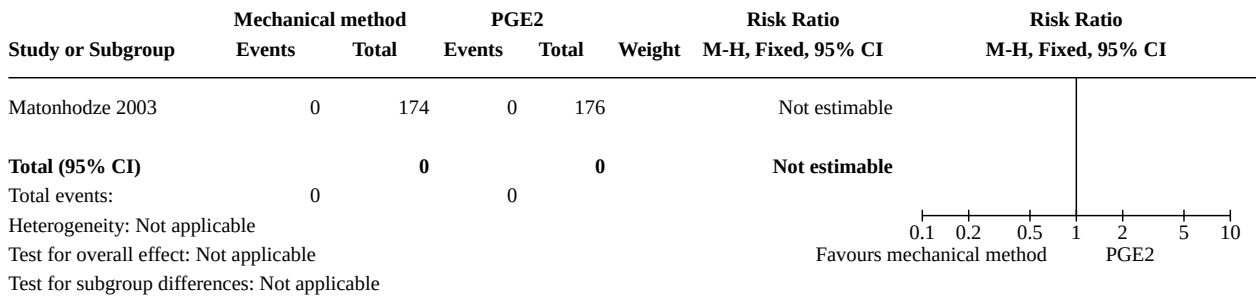 Mechanical method PGE2 Risk Ratio Risk Ratio
Study or Subgroup Events Total Events Total Weight M-H, Fixed, 95% CI M-H, Fixed, 95% CI
Matonhodze 2003 0 174 0 176 Not estimable
Total (95% CI) 0 0 Not estimable
Total events: 0 0
Heterogeneity: Not applicable
0.1 0.2 0.5 1 2 5 10
Test for overall effect: Not applicable Favours mechanical method PGE2
Test for subgroup differences: Not applicable